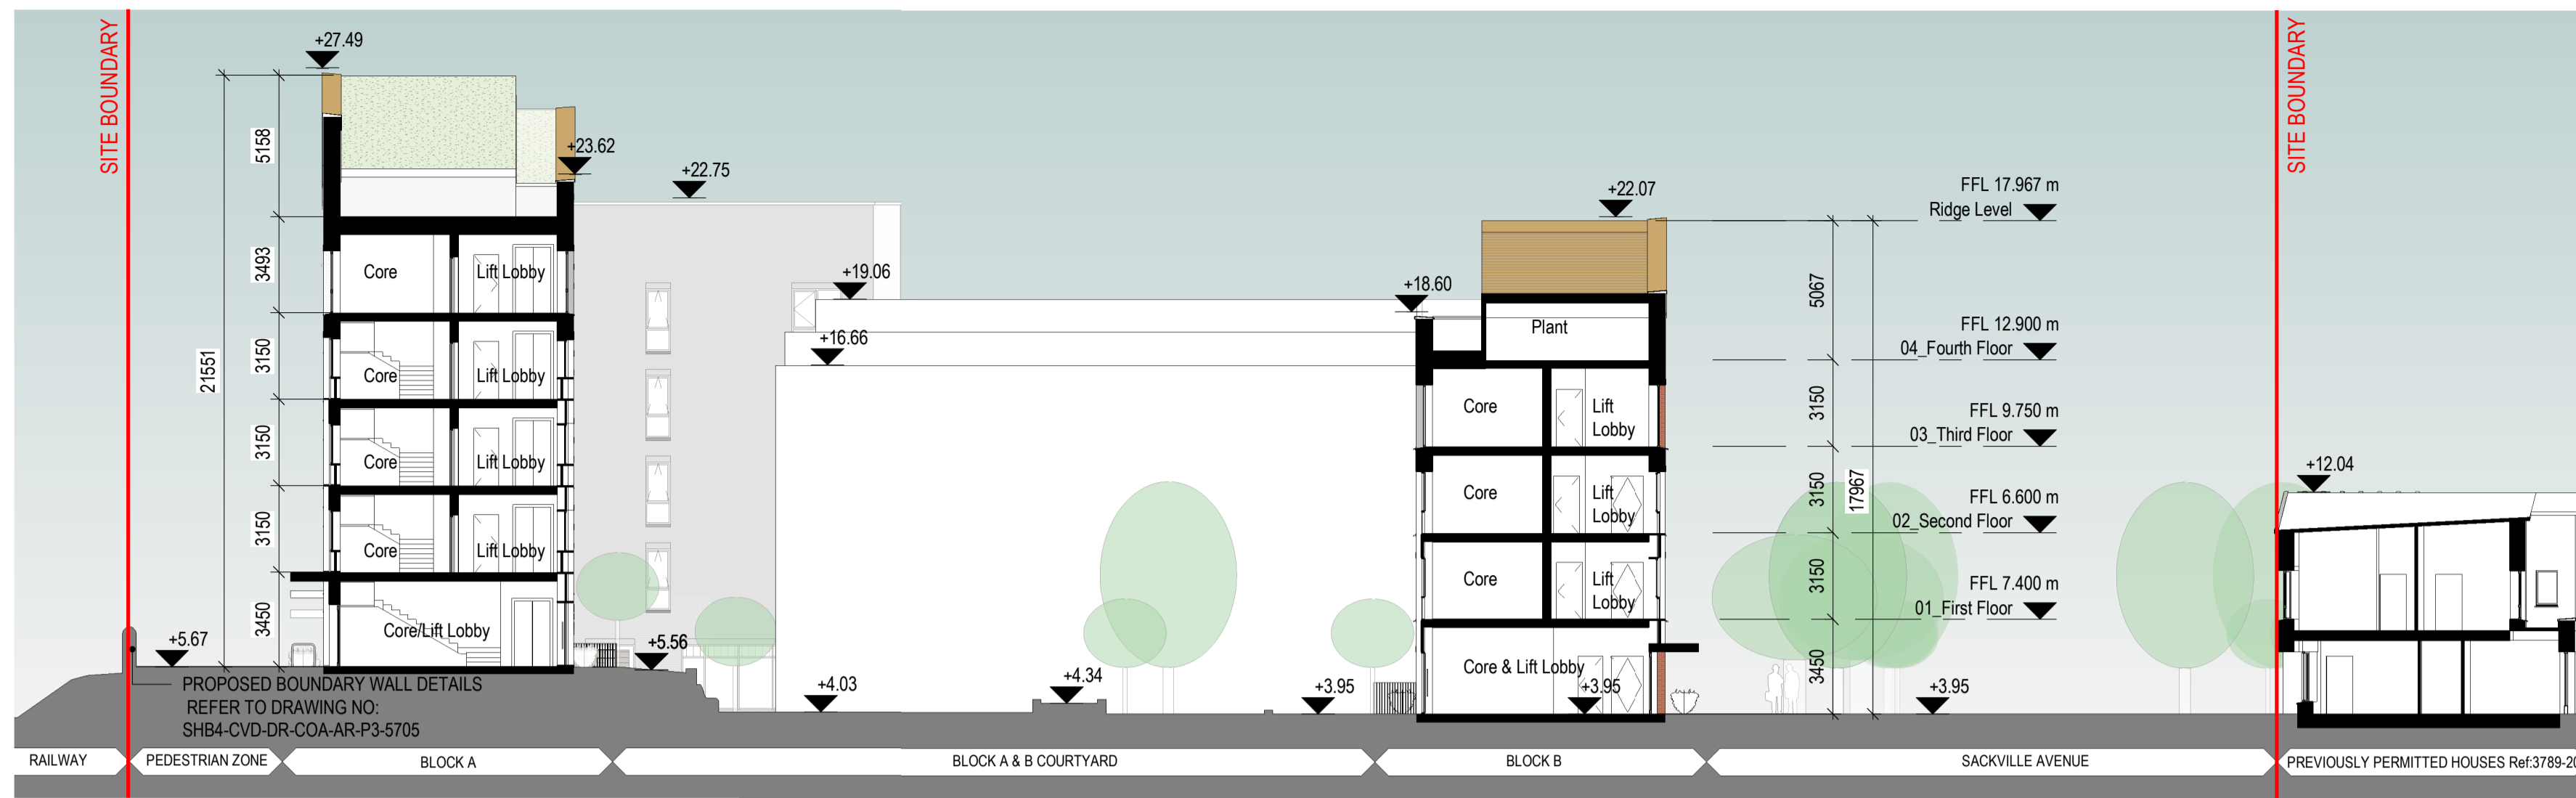 SITE BOUNDARY
+27.49
5158
3493
3150
3150
3150
3450
21551
+23.62
+22.75
+19.06
+16.66
+18.60
+22.07
Core
Lift Lobby
Core
Lift Lobby
Core
Lift Lobby
Core
Lift Lobby
Core/Lift Lobby
+5.67
+5.56
+4.03
+4.34
+3.95
PROPOSED BOUNDARY WALL DETAILS
REFER TO DRAWING NO:
SHB4-CVD-DR-COA-AR-P3-5705
Plant
Core
Lift
Lobby
Core
Lift
Lobby
Core
Lift
Lobby
Core & Lift Lobby
+3.95
5067
3150
3150
3150
3450
17967
FFL 17.967 m
Ridge Level
FFL 12.900 m
04_Fourth Floor
FFL 9.750 m
03_Third Floor
FFL 6.600 m
02_Second Floor
FFL 7.400 m
01_First Floor
+3.95
SITE BOUNDARY
+12.04
RAILWAY
PEDESTRIAN ZONE
BLOCK A
BLOCK A & B COURTYARD
BLOCK B
SACKVILLE AVENUE
PREVIOUSLY PERMITTED HOUSES Ref:3789-20